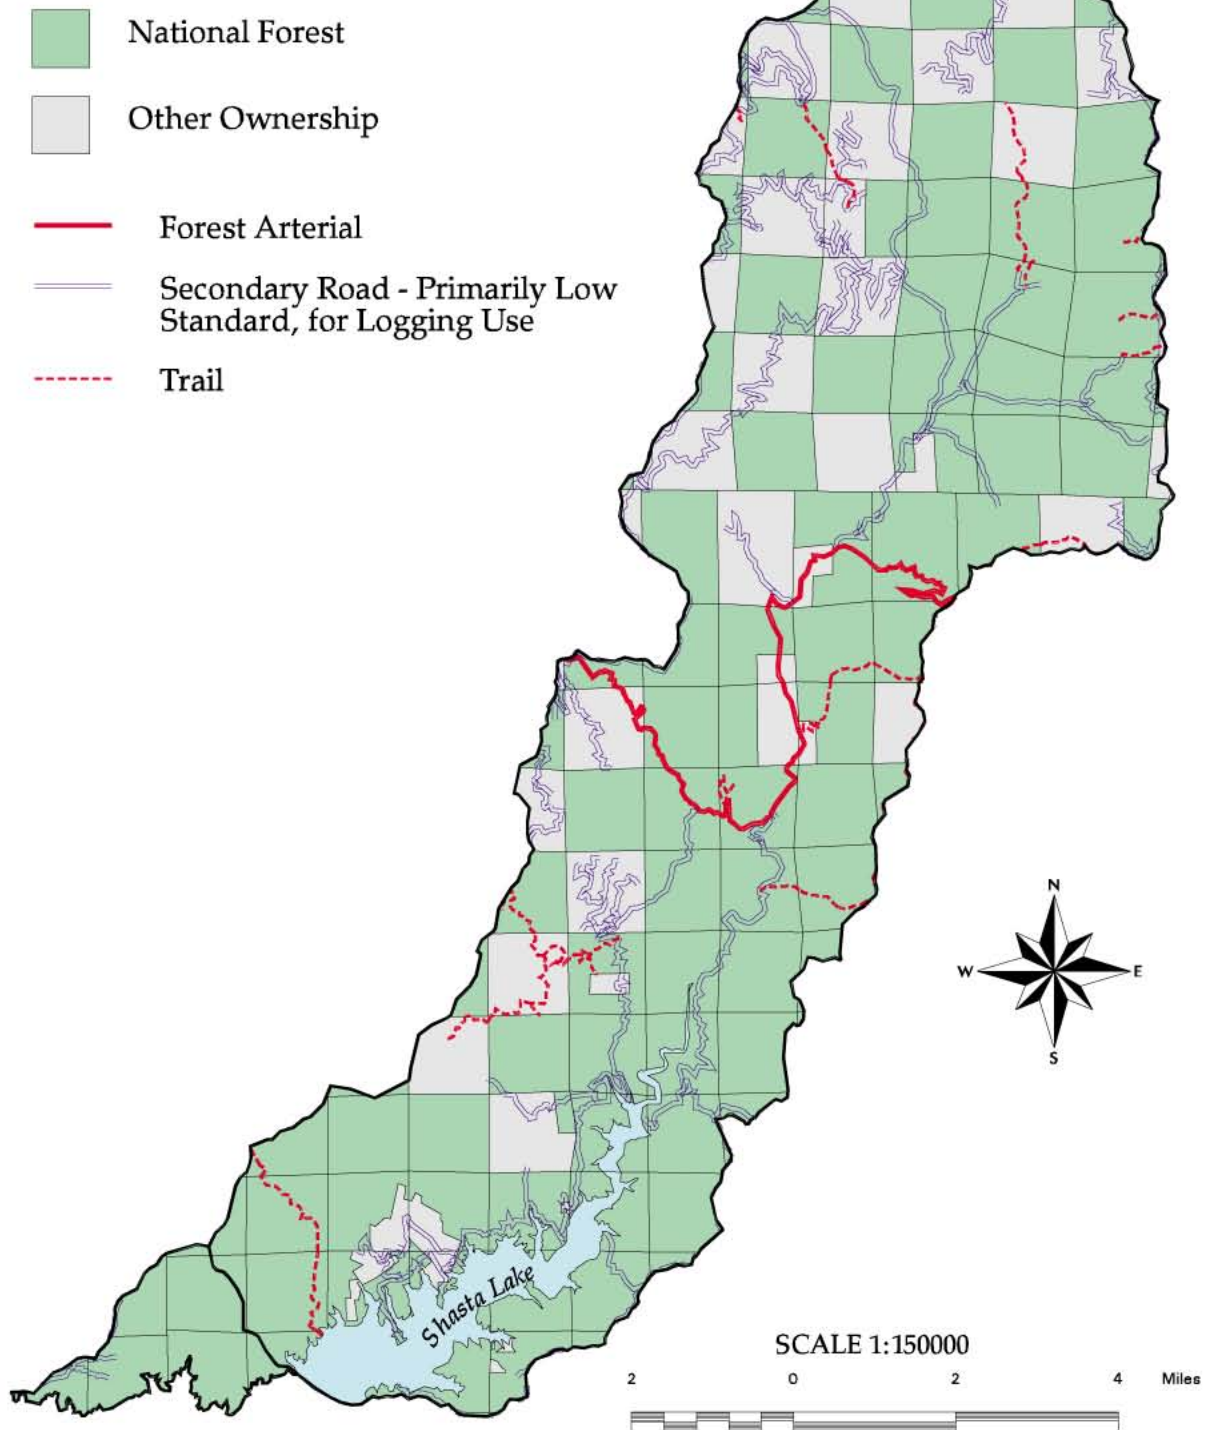 National Forest
Other Ownership
Forest Arterial
Secondary Road - Primarily Low
Standard, for Logging Use
Trail
N
W
E
S
Shasta Lake
SCALE 1:150000
2 0 2 4 Miles